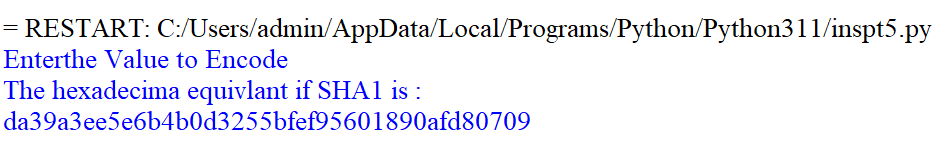 = RESTART: C:/Users/admin/AppData/Local/Programs/Python/Python311/inspt5.py
Enterthe Value to Encode
The hexadecima equivlant if SHA1 is :
da39a3ee5e6b4b0d3255bfef95601890afd80709